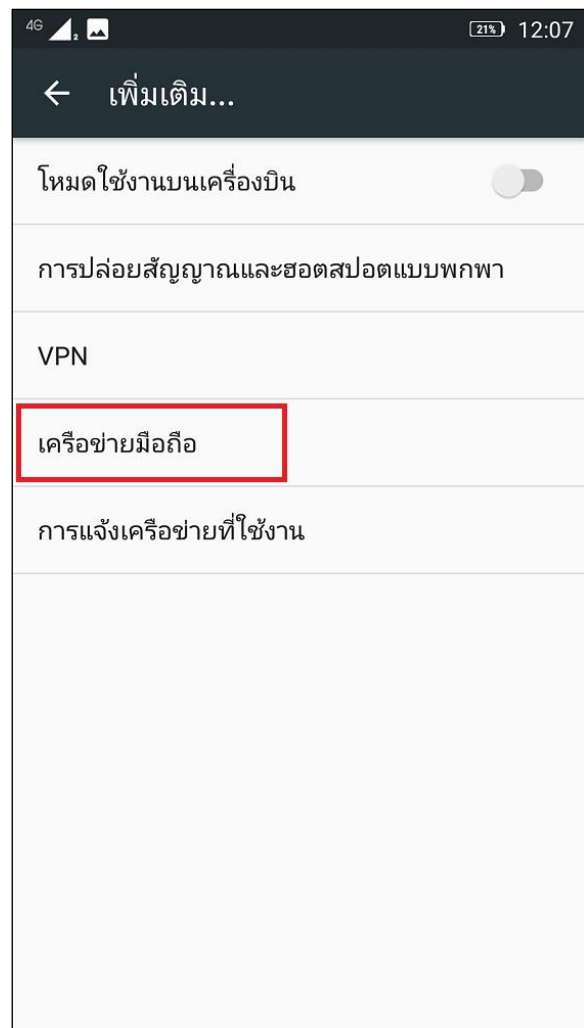 4G 2 21% 12:07
เพิ่มเติม...
โหมดใช้งานบนเครื่องบิน
การปล่อยสัญญาณและฮอตสปอตแบบพกพา
VPN
เครือข่ายมือถือ
การแจ้งเครือข่ายที่ใช้งาน